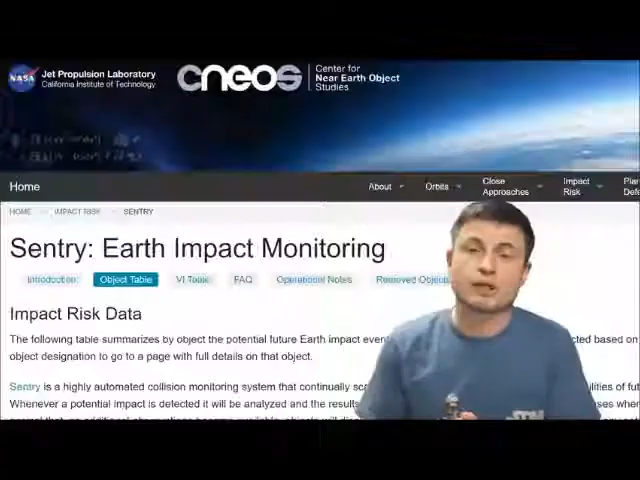 NASA
Jet Propulsion Laboratory
California Institute of Technology
cneos
Center for
Near Earth Object
Studies
Home
About
Orbits
Close
Approaches
Impact
Risk
HOME
IMPACT RISK
SENTRY
Sentry: Earth Impact Monitoring
Introduction
Object Table
VI Table
FAQ
Operational Notes
Removed Objects
Impact Risk Data
The following table summarizes by object the potential future Earth impact based on
object designation to go to a page with full details on that object.
Sentry is a highly automated collision monitoring system that continually
Whenever a potential impact is detected it will be analyzed and the results